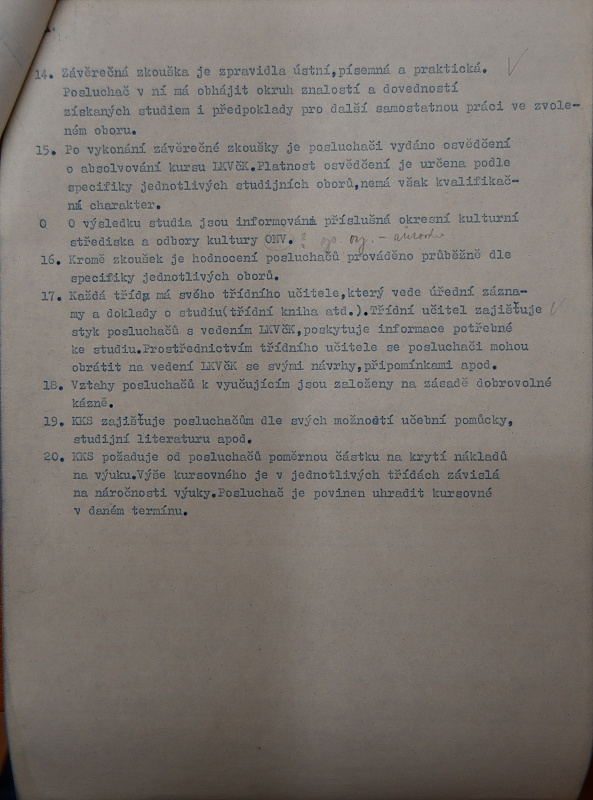 14. Závěrečná zkouška je zpravidla ústní,písemná a praktická.
Posluchač v ní má obhájit okruh znalostí a dovedností
získaných studiem i předpoklady pro další samostatnou práci ve zvole-
ném oboru.
15. Po vykonání závěrečné zkoušky je posluchači vydáno osvědčení
o absolvování kursu LKVčK.Platnost osvědčení je určena podle
specifiky jednotlivých studijních oborů,nemá však kvalifikač-
ní charakter.
O O výsledku studia jsou informována příslušná okresní kulturní
střediska a odbory kultury ONV.
16. Kromě zkoušek je hodnocení posluchačů prováděno průběžně dle
specifiky jednotlivých oborů.
17. Každá třída má svého třídního učitele,který vede úřední zázna-
my a doklady o studiu(třídní kniha atd.).Třídní učitel zajišťuje
styk posluchačů s vedením LKVčK,poskytuje informace potřebné
ke studiu.Prostřednictvím třídního učitele se posluchači mohou
obrátit na vedení LKVčK se svými návrhy,připomínkami apod.
18. Vztahy posluchačů k vyučujícím jsou založeny na zásadě dobrovolné
kázně.
19. KKS zajišťuje posluchačům dle svých možností učební pomůcky,
studijní literaturu apod.
20. KKS požaduje od posluchačů poměrnou částku na krytí nákladů
na výuku.Výše kursovného je v jednotlivých třídách závislá
na náročnosti výuky.Posluchač je povinen uhradit kursovné
v daném termínu.